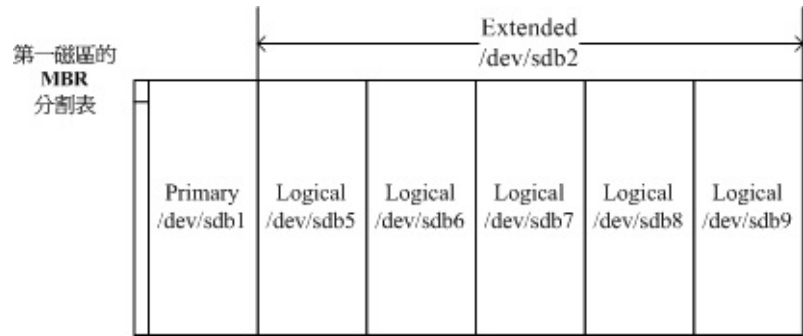 第一磁區的
MBR
分割表
Extended
/dev/sdb2
Primary
/dev/sdb1
Logical
/dev/sdb5
Logical
/dev/sdb6
Logical
/dev/sdb7
Logical
/dev/sdb8
Logical
/dev/sdb9